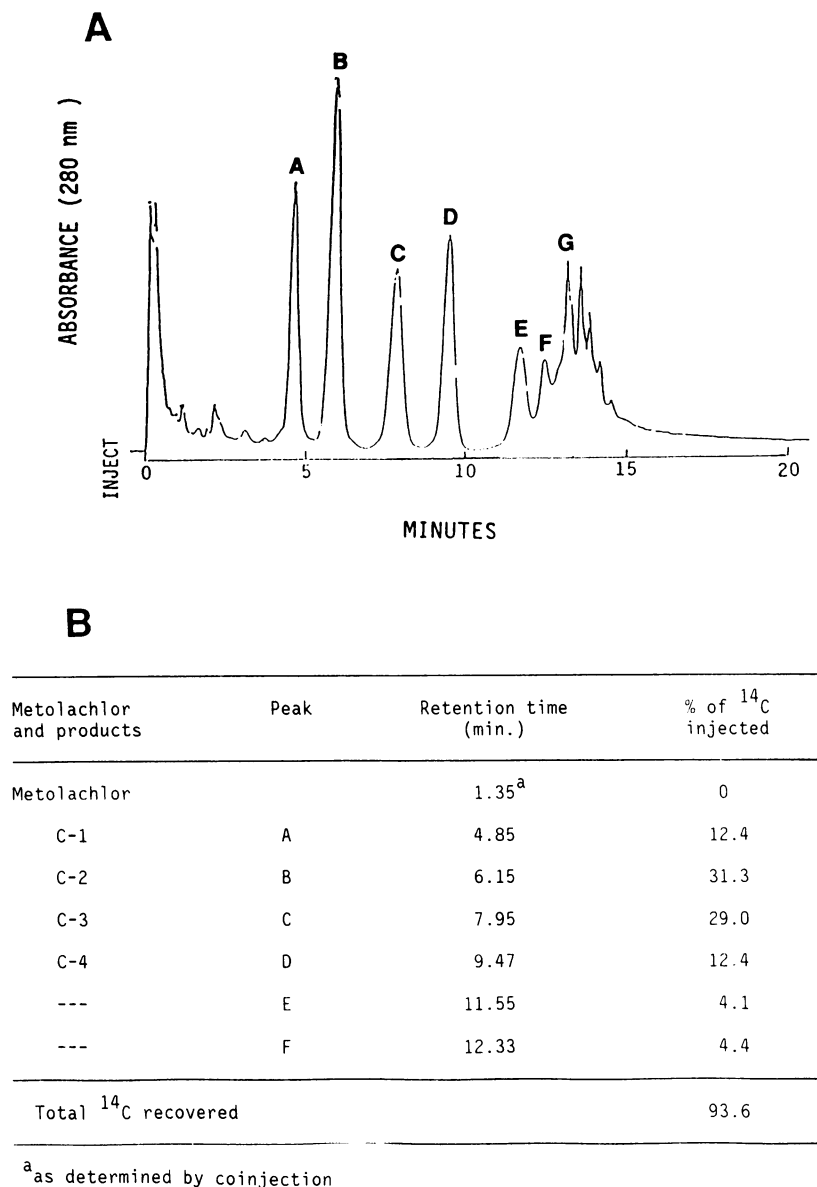 A
B
A
D
C
G
E
F
ABSORBANCE (280 nm )
INJECT
0 5 10 15 20
MINUTES
B
Metolachlor and products Peak Retention time (min.) % of 14C injected
Metolachlor 1.35a 0
C-1 A 4.85 12.4
C-2 B 6.15 31.3
C-3 C 7.95 29.0
C-4 D 9.47 12.4
--- E 11.55 4.1
--- F 12.33 4.4
Total 14C recovered 93.6
aas determined by coinjection